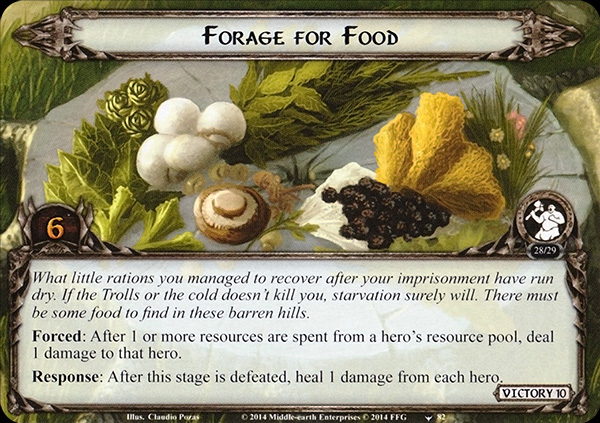 Forage for Food
6
28/29
What little rations you managed to recover after your imprisonment have run
dry. If the Trolls or the cold doesn't kill you, starvation surely will. There must
be some food to find in these barren hills.
Forced: After 1 or more resources are spent from a hero's resource pool, deal
1 damage to that hero.
Response: After this stage is defeated, heal 1 damage from each hero.
Victory 10
Illus. Claudio Pozas
© 2014 Middle-earth Enterprises © 2014 FFG
82